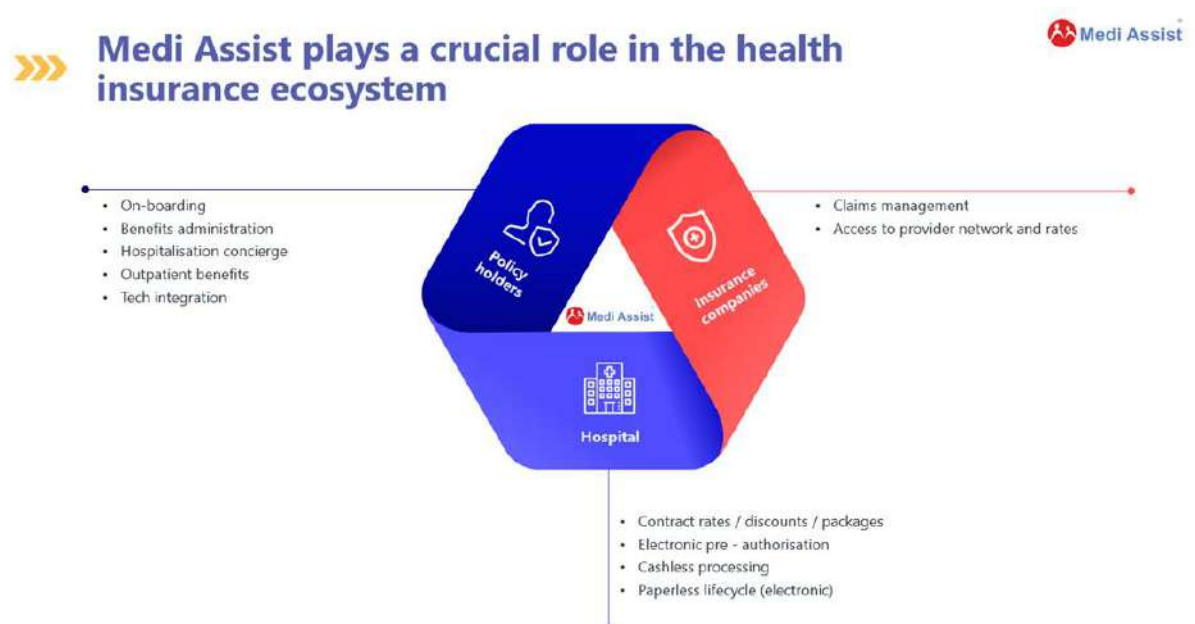 Medi Assist plays a crucial role in the health
insurance ecosystem
Medi Assist
• On-boarding
• Benefits administration
• Hospitalisation concierge
• Outpatient benefits
• Tech integration
Policy
holders
Insurance
companies
• Claims management
• Access to provider network and rates
Medi Assist
Hospital
• Contract rates / discounts / packages
• Electronic pre - authorisation
• Cashless processing
• Paperless lifecycle (electronic)